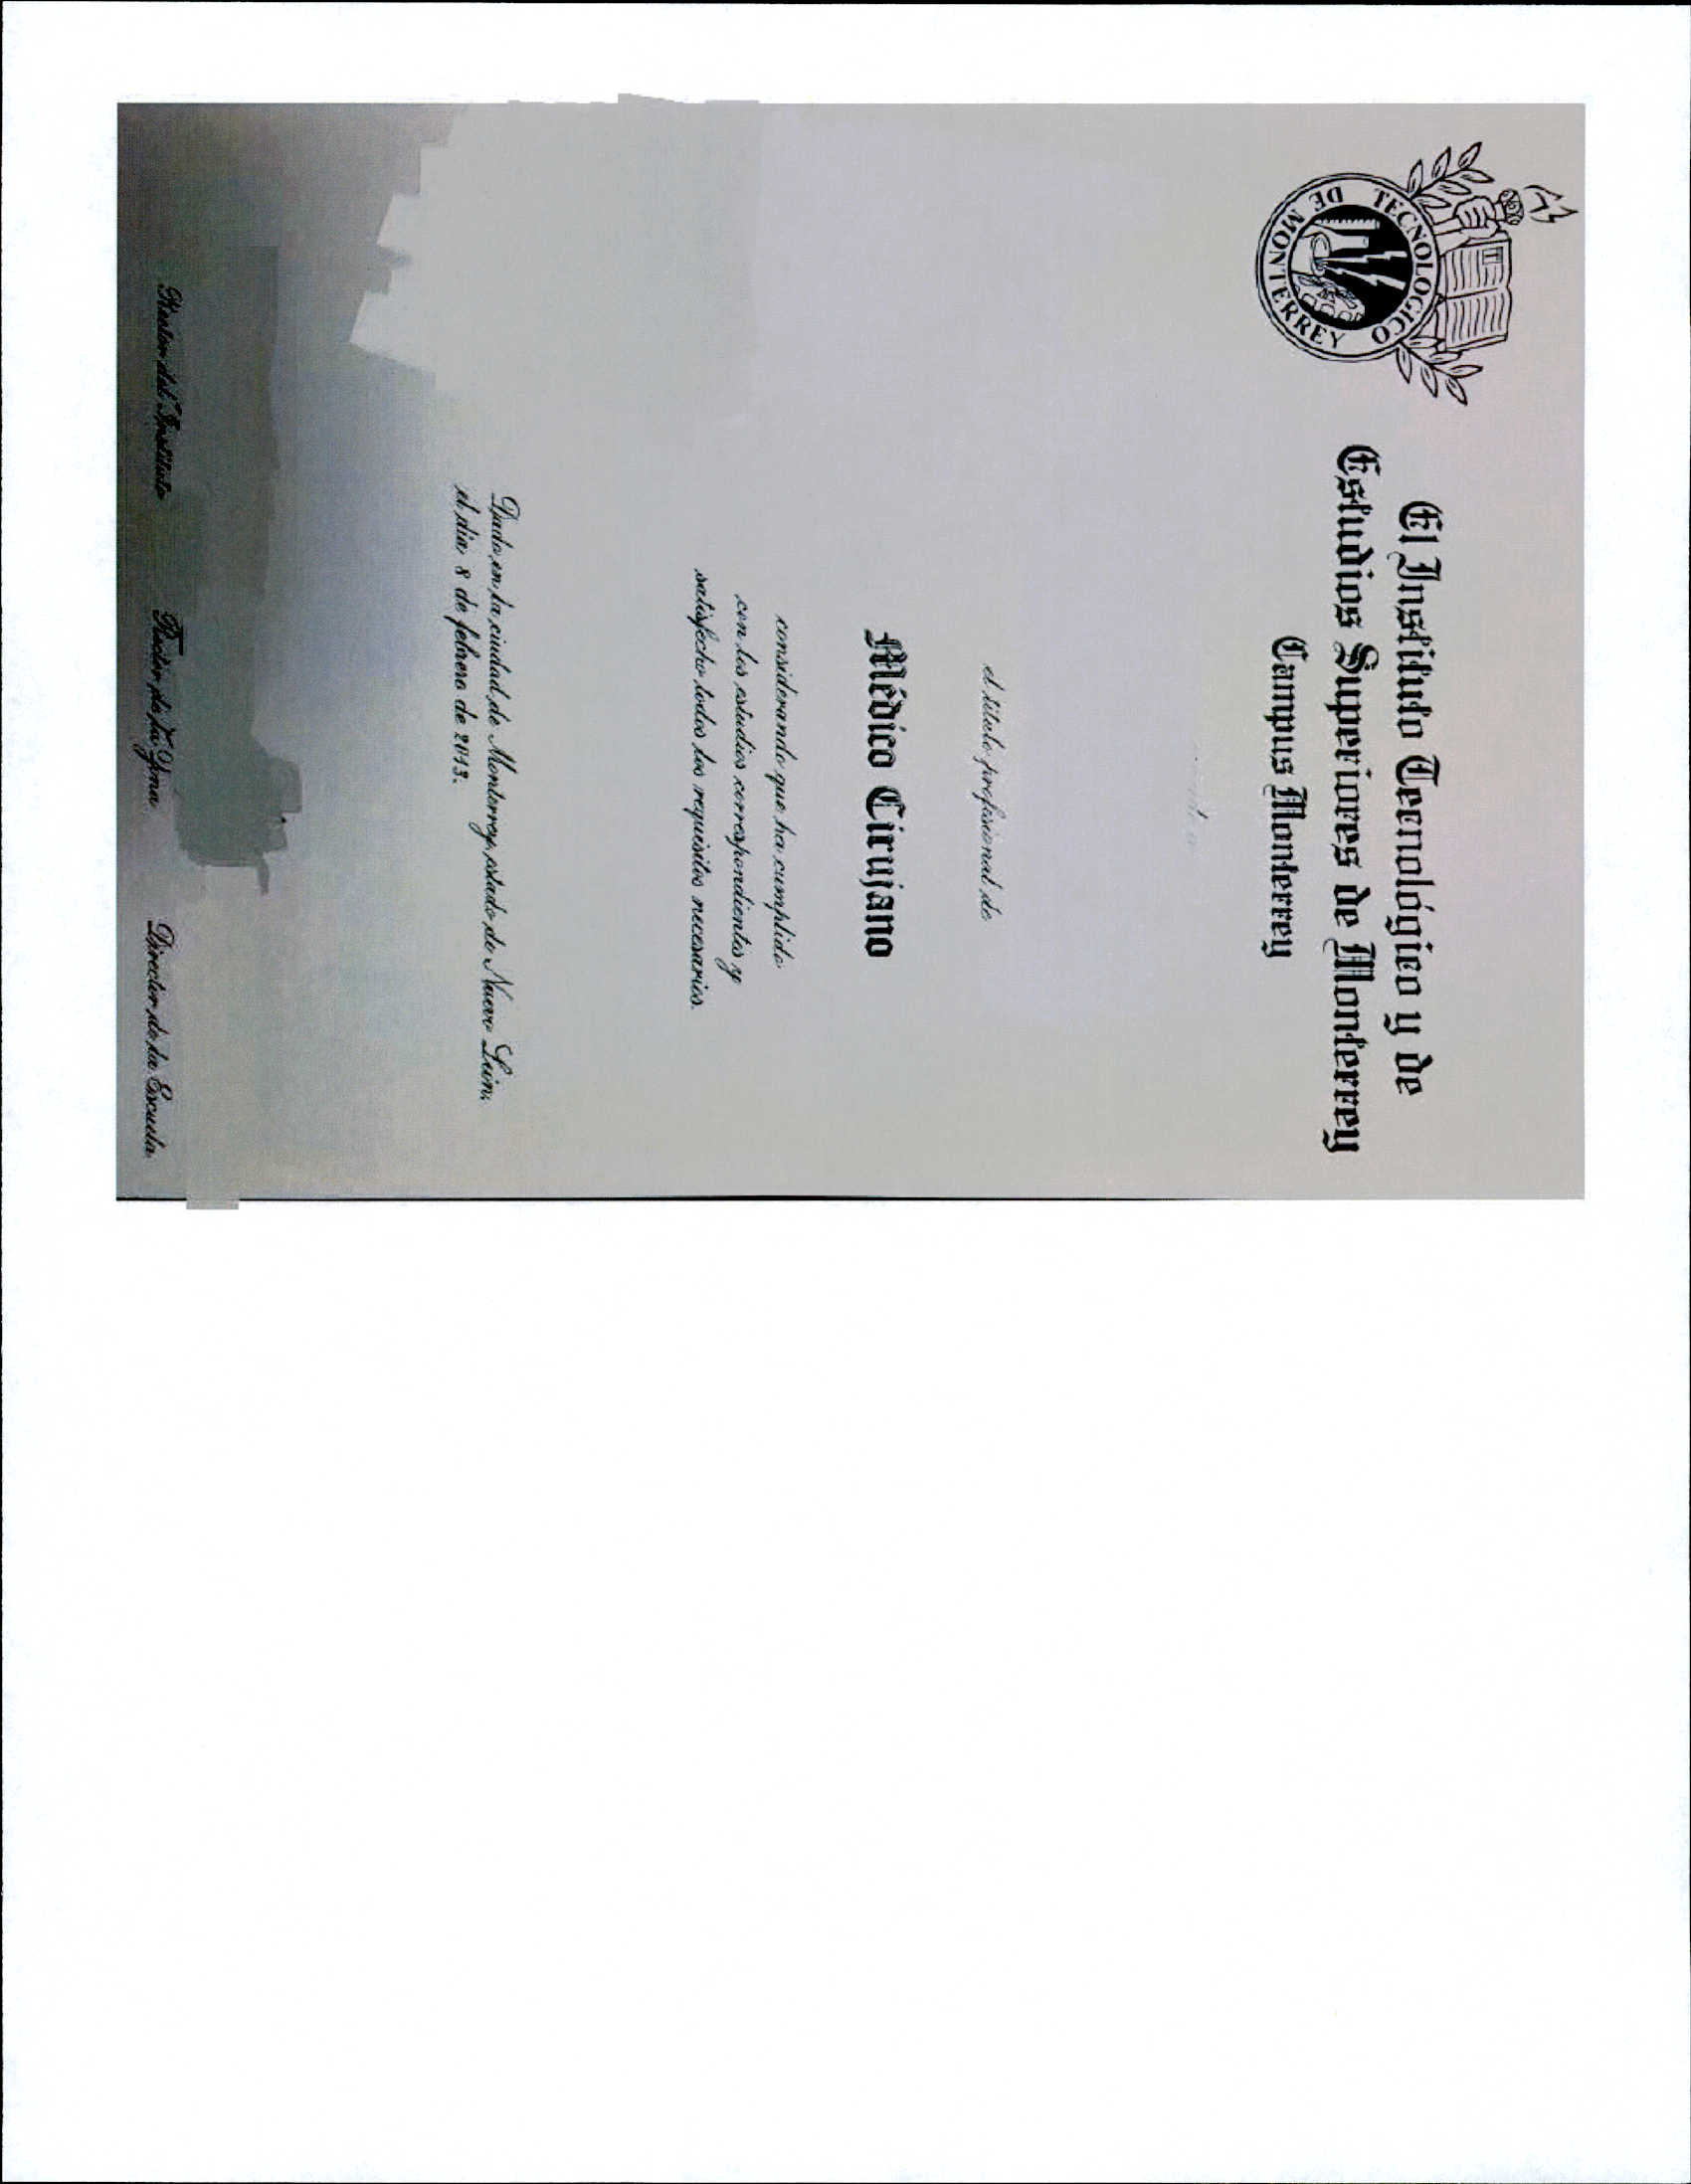 TECNOLOGICO
DE MONTERREY
El Instituto Tecnológico y de
Estudios Superiores de Monterrey
Campus Monterrey
el título profesional de
Médico Cirujano
considerando que ha cumplido
con los estudios correspondientes y
satisfecho todos los requisitos necesarios.
Dado en la ciudad de Monterrey, estado de Nuevo León,
el día 8 de febrero de 2013.
Rector del Instituto
Rector de la Zona
Director de la Escuela